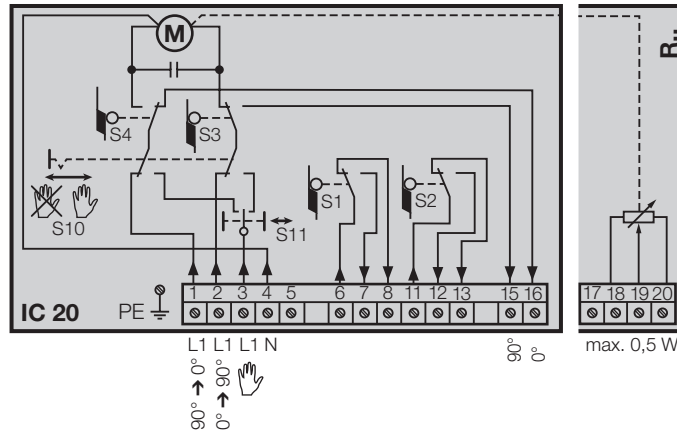 M
R
S4
S3
S1
S2
S10
S11
1 2 3 4 5 6 7 8 11 12 13 15 16
17 18 19 20
IC 20
PE
L1 L1 L1 N
90° → 0°
0° → 90°
90°
0°
max. 0,5 W